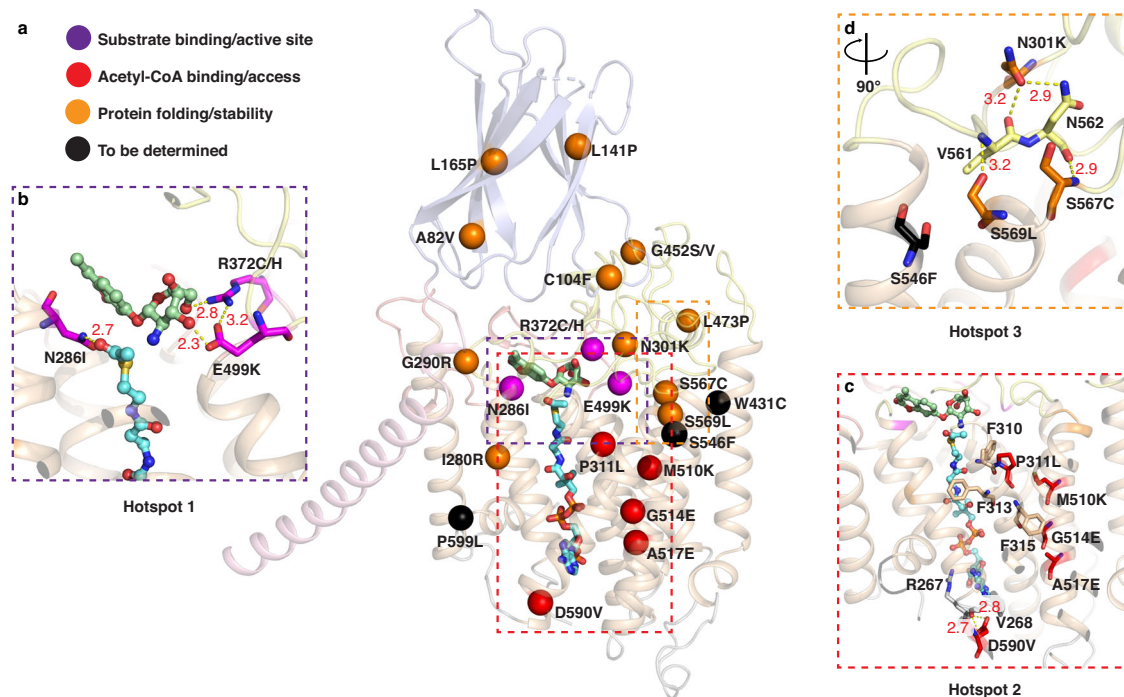 a
Substrate binding/active site
Acetyl-CoA binding/access
Protein folding/stability
To be determined
b
R372C/H
2.8
3.2
2.7
2.3
N286I
E499K
Hotspot 1
L165P
L141P
A82V
G452S/V
C104F
L473P
R372C/H
N301K
G290R
S567C
N286I
E499K
W431C
S569L
S546F
I280R
P311L
M510K
G514E
P599L
A517E
D590V
d
90°
N301K
3.2
2.9
N562
V561
3.2
2.9
S567C
S569L
S546F
Hotspot 3
c
F310
P311L
M510K
F313
G514E
F315
A517E
R267
2.8
V268
2.7
D590V
Hotspot 2